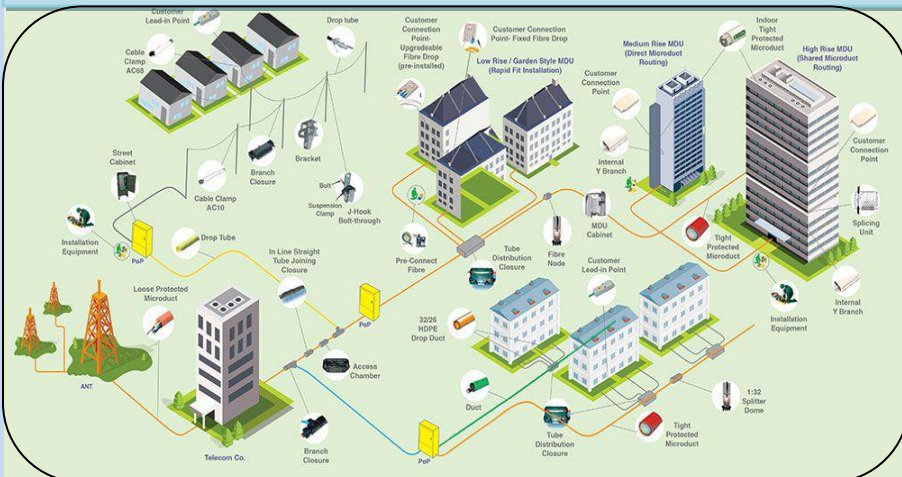 Customer
Lead-in Point
Drop tube
Cable
Clamp
AC68
Customer
Connection
Point-
Upgradeable
Fibre Drop
(pre-installed)
Customer Connection
Point- Fixed Fibre Drop
Low Rise / Garden Style MDU
(Rapid Fit Installation)
Medium Rise MDU
(Direct Microduct
Routing)
Indoor
Tight
Protected
Microduct
High Rise MDU
(Shared Microduct
Routing)
Customer
Connection
Point
Customer
Connection
Point
Street
Cabinet
Cable Clamp
AC10
Branch
Closure
Bracket
Bolt
Suspension
Clamp
J-Hook
Bolt-through
Internal
Y Branch
Splicing
Unit
Installation
Equipment
PoP
Drop Tube
In Line Straight
Tube Joining
Closure
Pre-Connect
Fibre
Tube
Distribution
Closure
Fibre
Node
MDU
Cabinet
Tight
Protected
Microduct
Customer
Lead-in Point
Installation
Equipment
Internal
Y Branch
Loose Protected
Microduct
PoP
32/26
HDPE
Drop Duct
ANT
Access
Chamber
Duct
1:32
Splitter
Dome
Telecom Co.
Branch
Closure
PoP
Tube
Distribution
Closure
Tight
Protected
Microduct